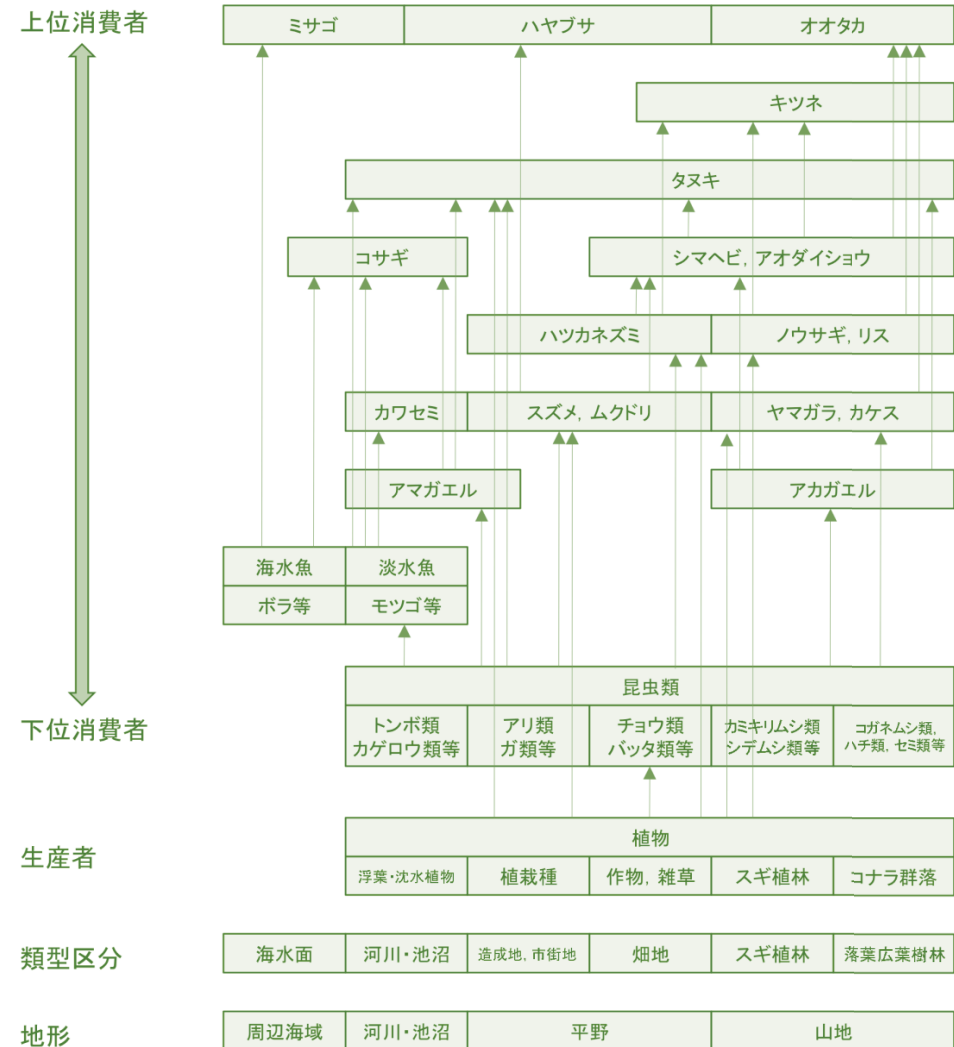 上位消費者
ミサゴ
ハヤブサ
オオタカ
キツネ
タヌキ
コサギ
シマヘビ, アオダイショウ
ハツカネズミ
ノウサギ, リス
カワセミ
スズメ, ムクドリ
ヤマガラ, カケス
アマガエル
アカガエル
海水魚
淡水魚
ボラ等
モツゴ等
昆虫類
下位消費者
トンボ類
カゲロウ類等
アリ類
ガ類等
チョウ類
バッタ類等
カミキリムシ類
シデムシ類等
コガネムシ類,
ハチ類, セミ類等
生産者
植物
浮葉・沈水植物
植栽種
作物, 雑草
スギ植林
コナラ群落
類型区分
海水面
河川・池沼
造成地, 市街地
畑地
スギ植林
落葉広葉樹林
地形
周辺海域
河川・池沼
平野
山地